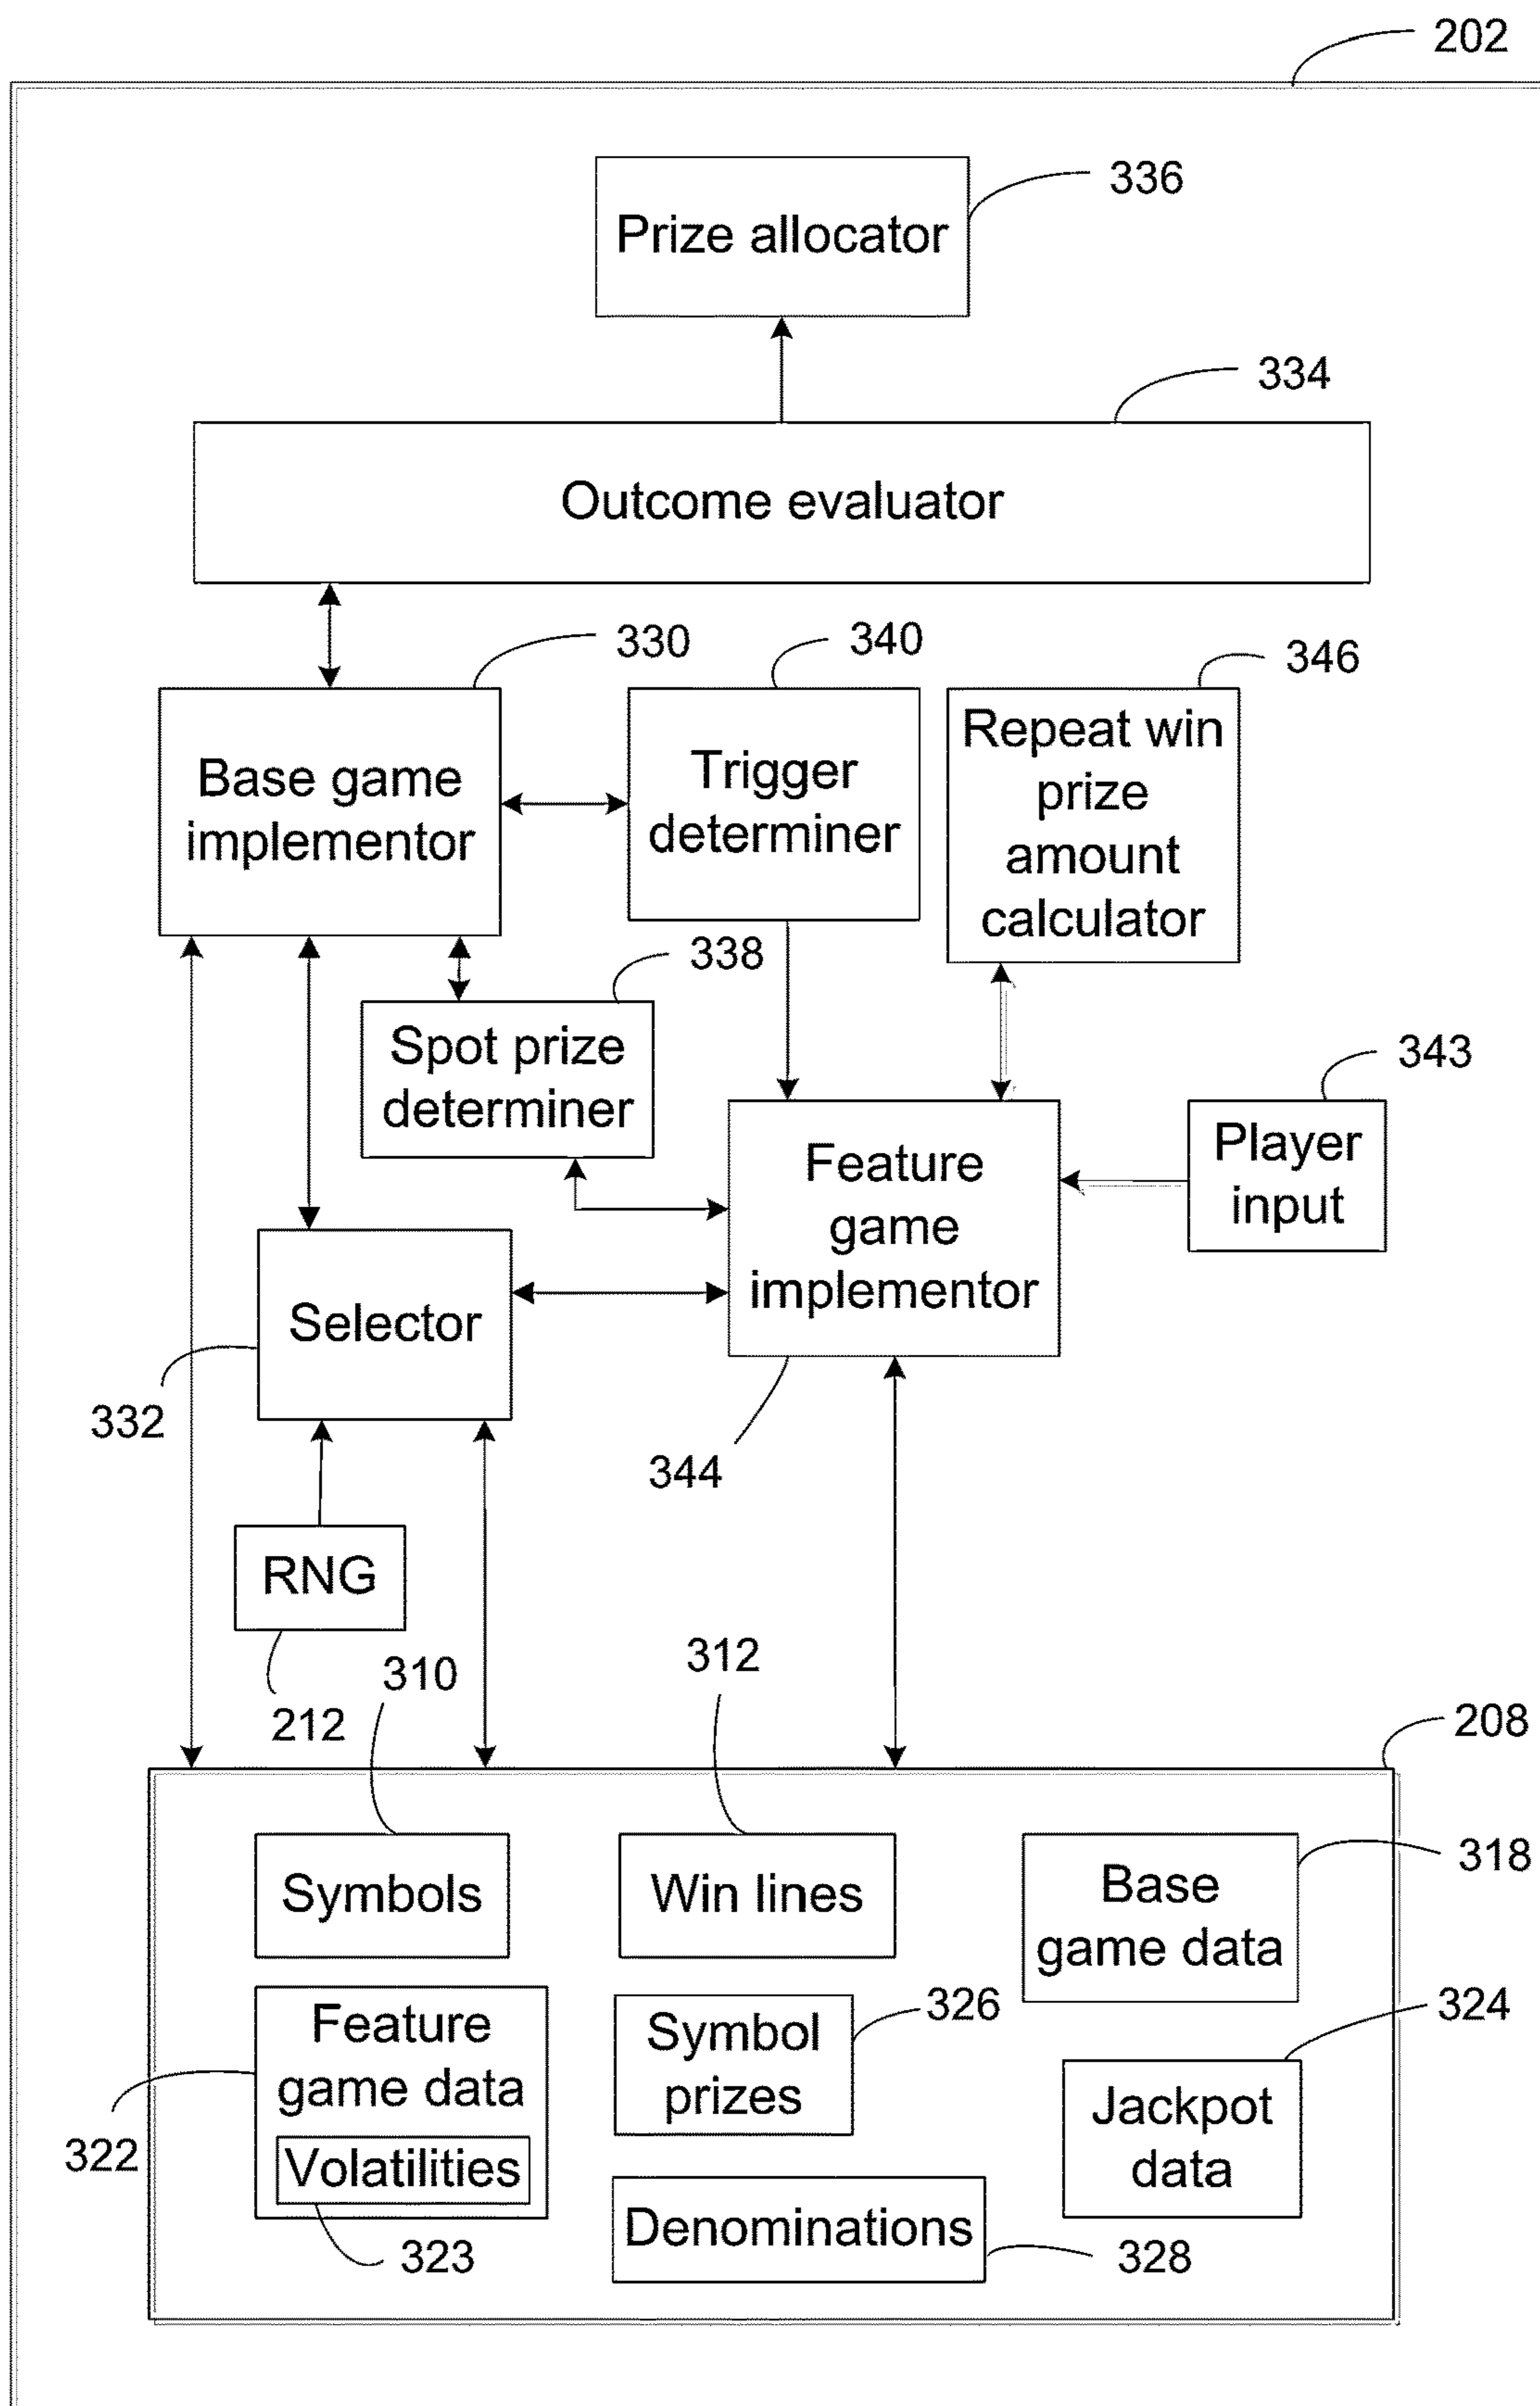 202
336
Prize allocator
334
Outcome evaluator
330
340
346
Base game
implementor
Trigger
determiner
Repeat win
prize
amount
calculator
338
Spot prize
determiner
343
Player
input
Feature
game
implementor
Selector
332
344
RNG
212
310
312
208
Symbols
Win lines
Base
game data
318
Feature
game data
Volatilities
322
323
Symbol
prizes
326
324
Jackpot
data
Denominations
328